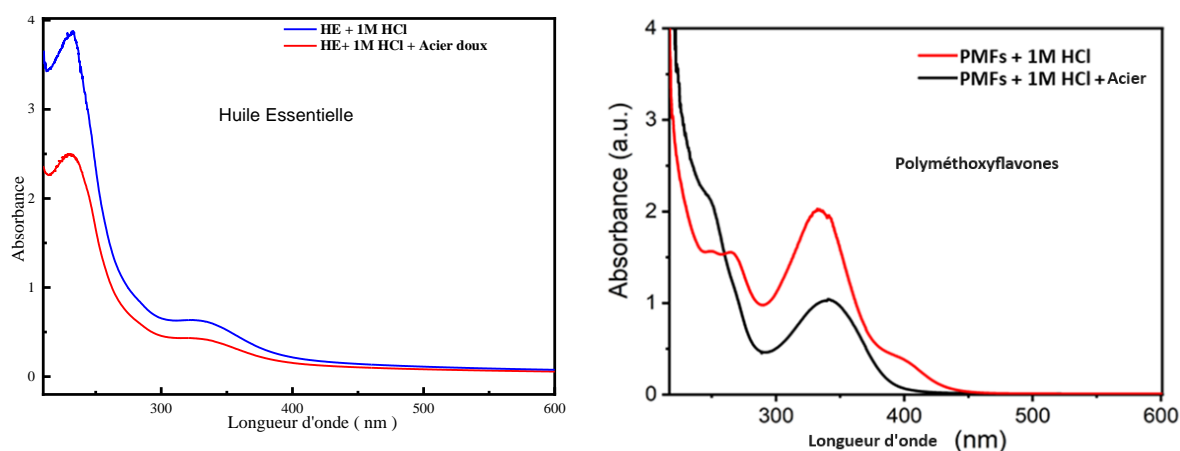 4
3
2
1
0
Absorbance
HE + 1M HCl
HE+ 1M HCl + Acier doux
Huile Essentielle
300
400
500
600
Longueur d'onde ( nm )
4
3
2
1
0
Absorbance (a.u.)
PMFs + 1M HCl
PMFs + 1M HCl + Acier
Polyméthoxyflavones
300
400
500
600
Longueur d'onde (nm)